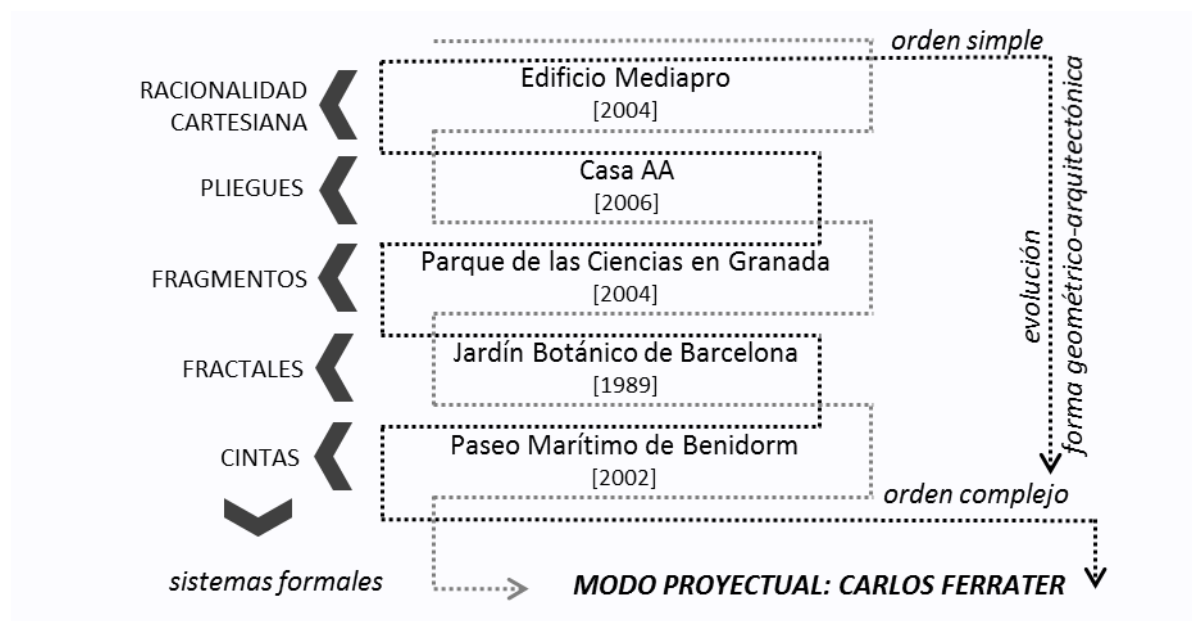 orden simple
RACIONALIDAD
CARTESIANA
Edificio Mediapro
[2004]
PLIEGUES
Casa AA
[2006]
FRAGMENTOS
Parque de las Ciencias en Granada
[2004]
FRACTALES
Jardín Botánico de Barcelona
[1989]
CINTAS
Paseo Marítimo de Benidorm
[2002]
evolución
forma geométrico-arquitectónica
orden complejo
sistemas formales
MODO PROYECTUAL: CARLOS FERRATER